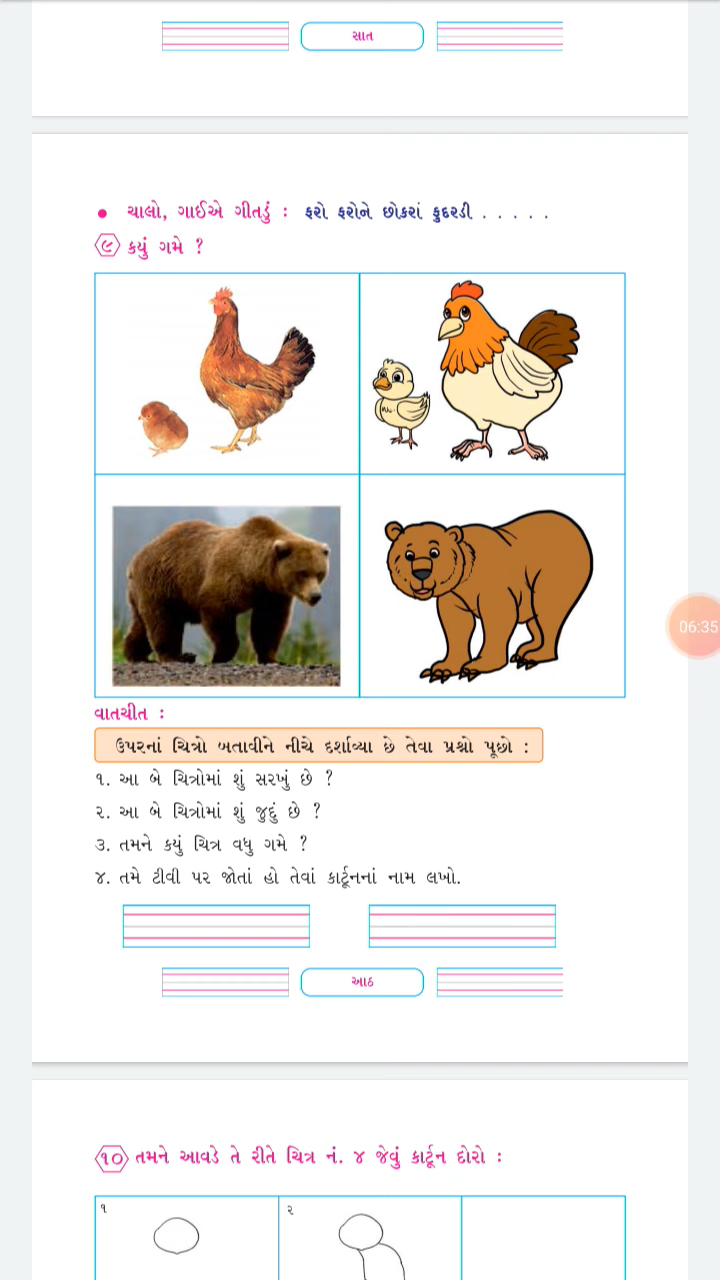 સાત
• ચાલો, ગાઈએ ગીતડું : ફરો ફરોને છોકરાં ફુદરડી . . . . .
૯ કયું ગમે ?
06:35
વાતચીત :
ઉપરનાં ચિત્રો બતાવીને નીચે દર્શાવ્યા છે તેવા પ્રશ્નો પૂછો :
૧. આ બે ચિત્રોમાં શું સરખું છે ?
૨. આ બે ચિત્રોમાં શું જુદું છે ?
૩. તમને કયું ચિત્ર વધુ ગમે ?
૪. તમે ટીવી પર જોતાં હો તેવાં કાર્ટૂનનાં નામ લખો.
આઠ
૧૦ તમને આવડે તે રીતે ચિત્ર નં. ૪ જેવું કાર્ટૂન દોરો :
૧ ૨